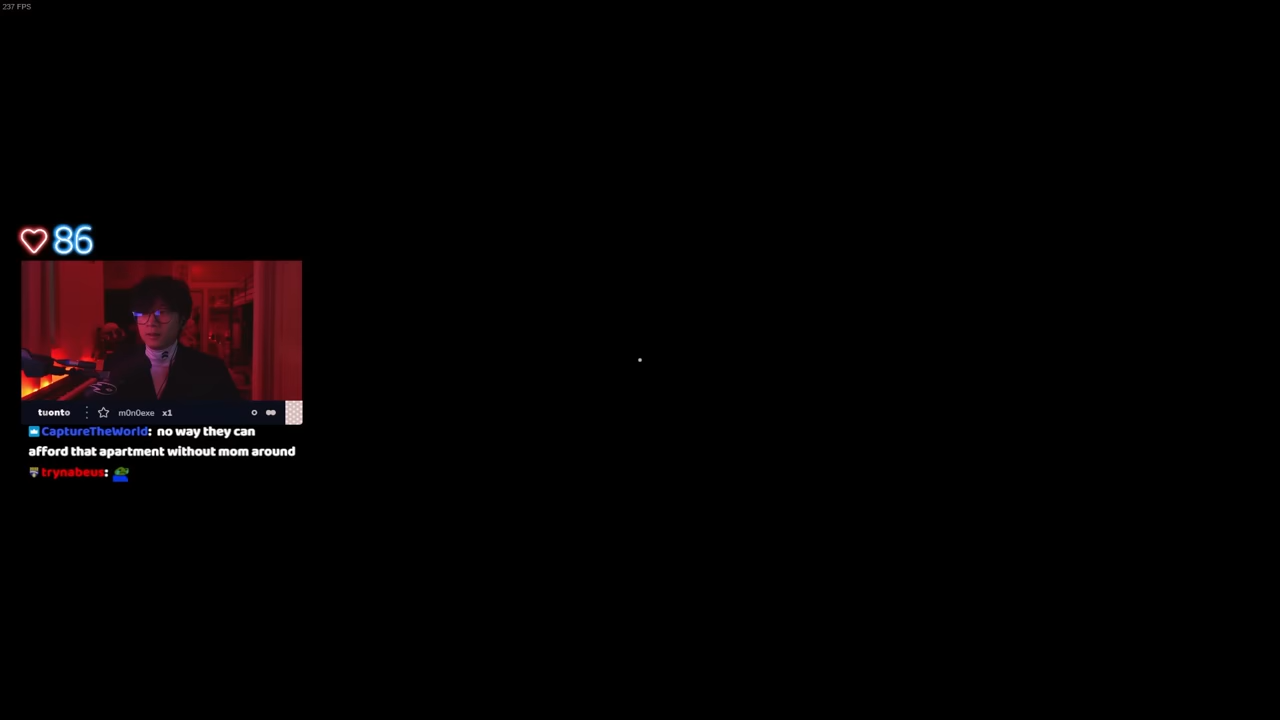 237 FPS
86
tuonto m0n0exe x1
CaptureTheWorld: no way they can
afford that apartment without mom around
trynabeus: